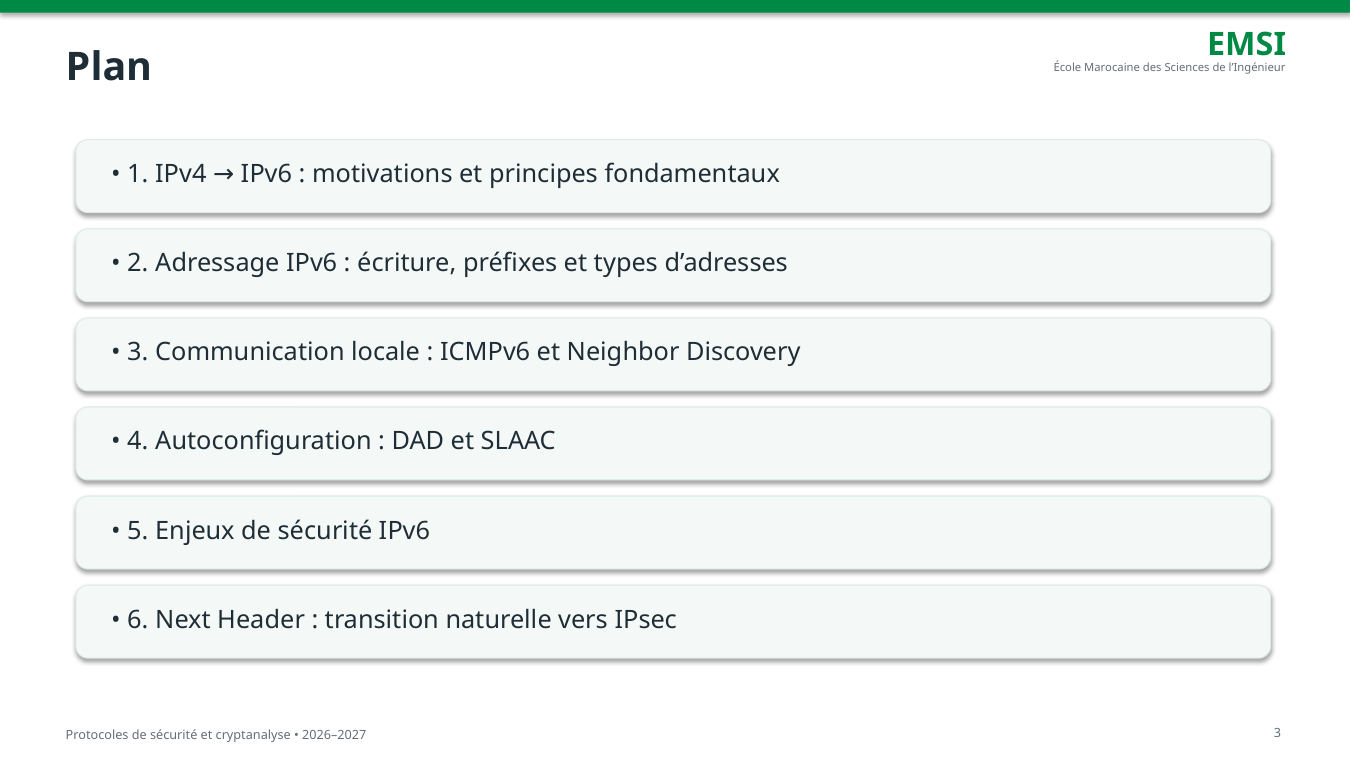 EMSI
École Marocaine des Sciences de l’Ingénieur
Plan
• 1. IPv4 → IPv6 : motivations et principes fondamentaux
• 2. Adressage IPv6 : écriture, préfixes et types d’adresses
• 3. Communication locale : ICMPv6 et Neighbor Discovery
• 4. Autoconfiguration : DAD et SLAAC
• 5. Enjeux de sécurité IPv6
• 6. Next Header : transition naturelle vers IPsec
Protocoles de sécurité et cryptanalyse • 2026–2027
3